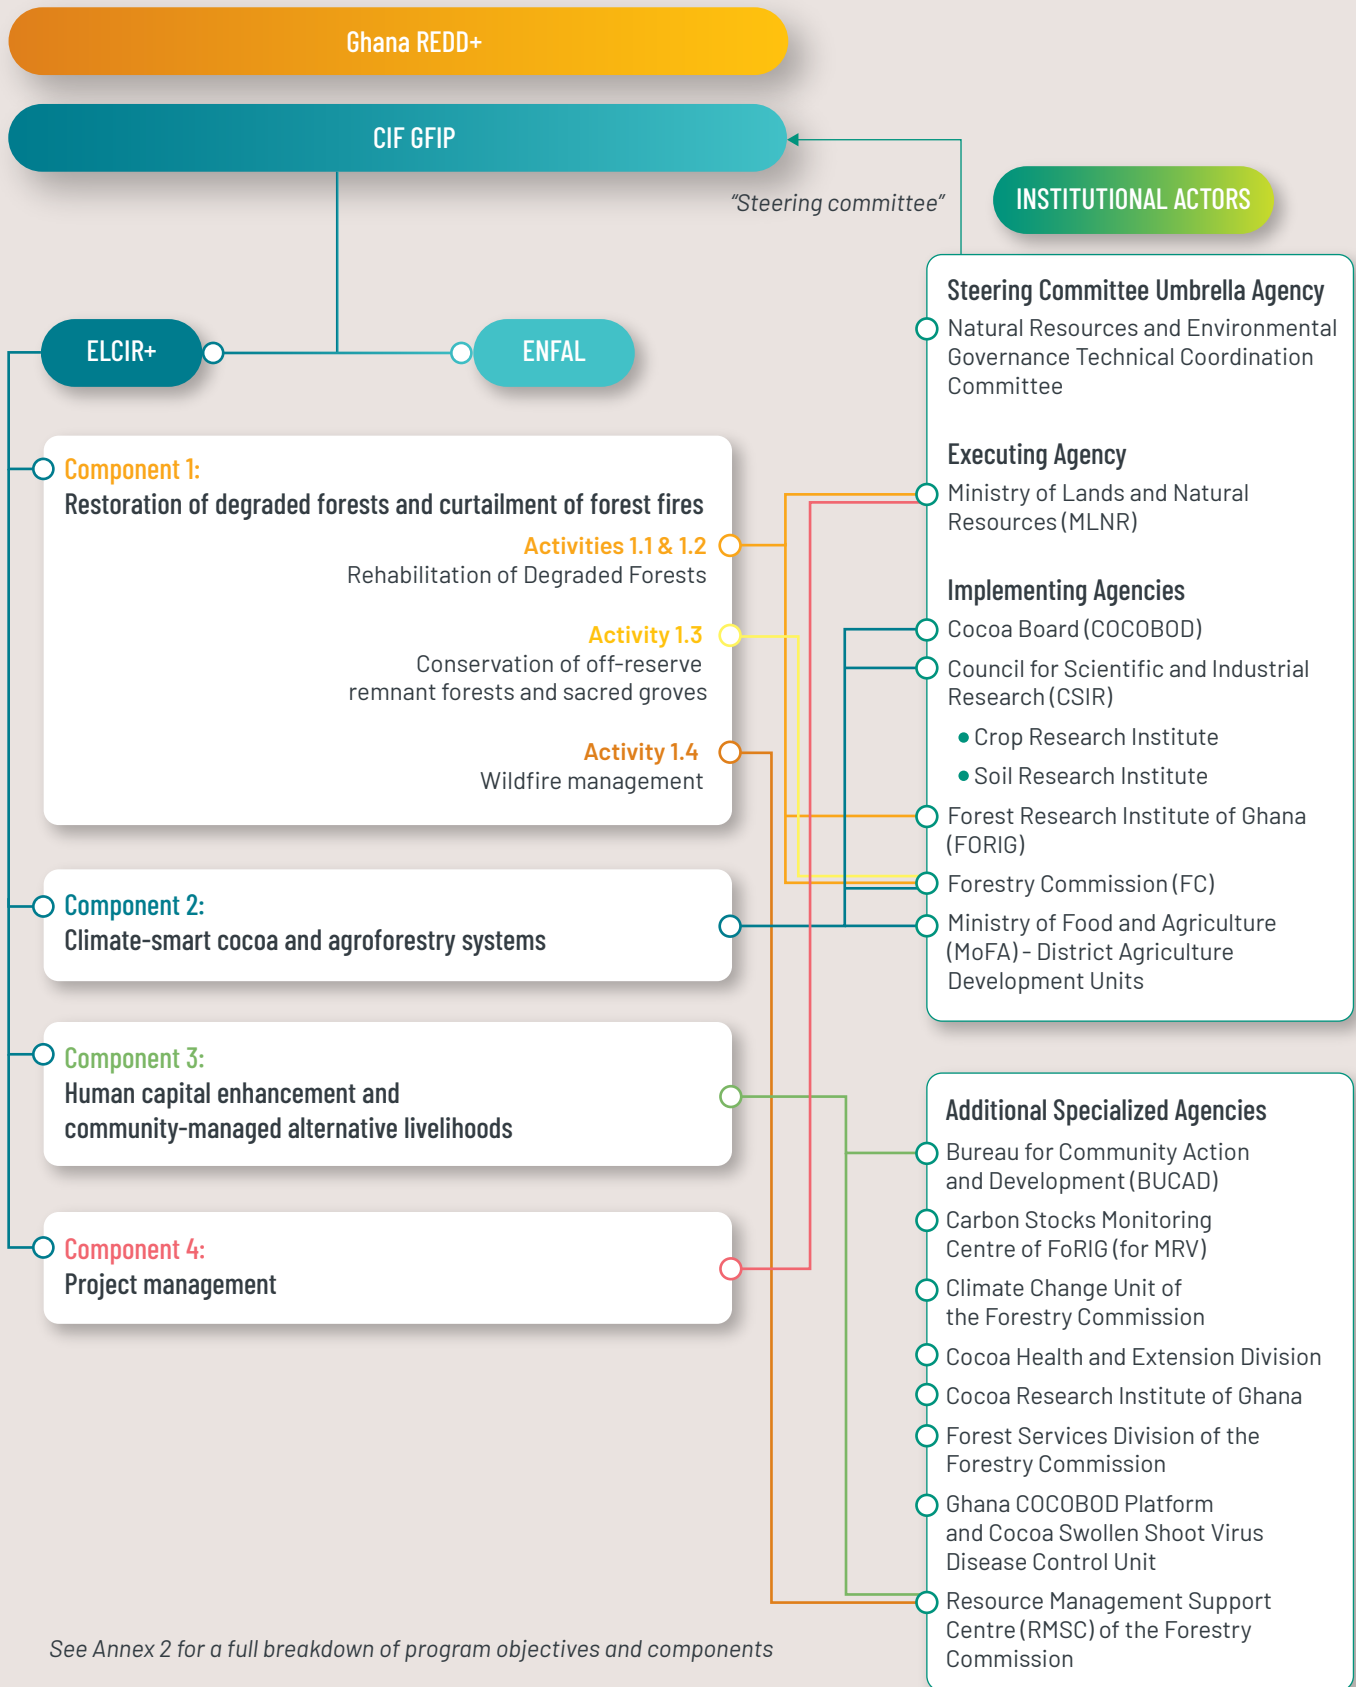 Ghana REDD+
CIF GFIP
"Steering committee"
INSTITUTIONAL ACTORS
ELCIR+
ENFAL
Component 1:
Restoration of degraded forests and curtailment of forest fires
Activities 1.1 & 1.2
Rehabilitation of Degraded Forests
Activity 1.3
Conservation of off-reserve
remnant forests and sacred groves
Activity 1.4
Wildfire management
Component 2:
Climate-smart cocoa and agroforestry systems
Component 3:
Human capital enhancement and
community-managed alternative livelihoods
Component 4:
Project management
Steering Committee Umbrella Agency
Natural Resources and Environmental
Governance Technical Coordination
Committee
Executing Agency
Ministry of Lands and Natural
Resources (MLNR)
Implementing Agencies
Cocoa Board (COCOBOD)
Council for Scientific and Industrial
Research (CSIR)
• Crop Research Institute
• Soil Research Institute
Forest Research Institute of Ghana
(FORIG)
Forestry Commission (FC)
Ministry of Food and Agriculture
(MoFA) - District Agriculture
Development Units
Additional Specialized Agencies
Bureau for Community Action
and Development (BUCAD)
Carbon Stocks Monitoring
Centre of FoRIG (for MRV)
Climate Change Unit of
the Forestry Commission
Cocoa Health and Extension Division
Cocoa Research Institute of Ghana
Forest Services Division of the
Forestry Commission
Ghana COCOBOD Platform
and Cocoa Swollen Shoot Virus
Disease Control Unit
Resource Management Support
Centre (RMSC) of the Forestry
Commission
See Annex 2 for a full breakdown of program objectives and components